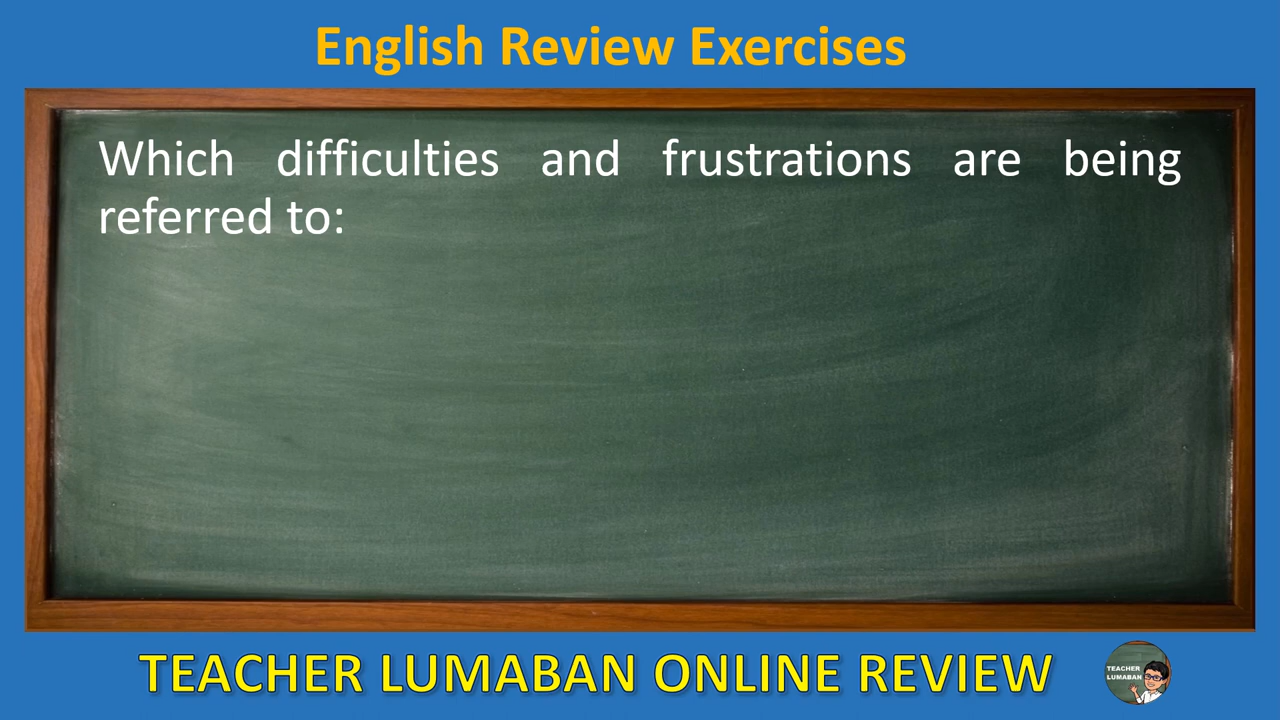 English Review Exercises
Which difficulties and frustrations are being
referred to:
TEACHER LUMABAN ONLINE REVIEW
TEACHER
LUMABAN